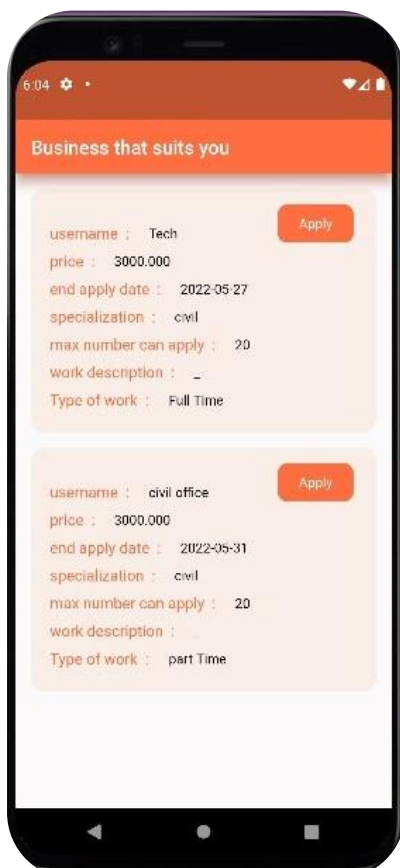 6:04
Business that suits you
Apply
username : Tech
price : 3000.000
end apply date : 2022-05-27
specialization : civil
max number can apply : 20
work description : _
Type of work : Full Time
Apply
username : civil office
price : 3000.000
end apply date : 2022-05-31
specialization : civil
max number can apply : 20
work description : _
Type of work : part Time